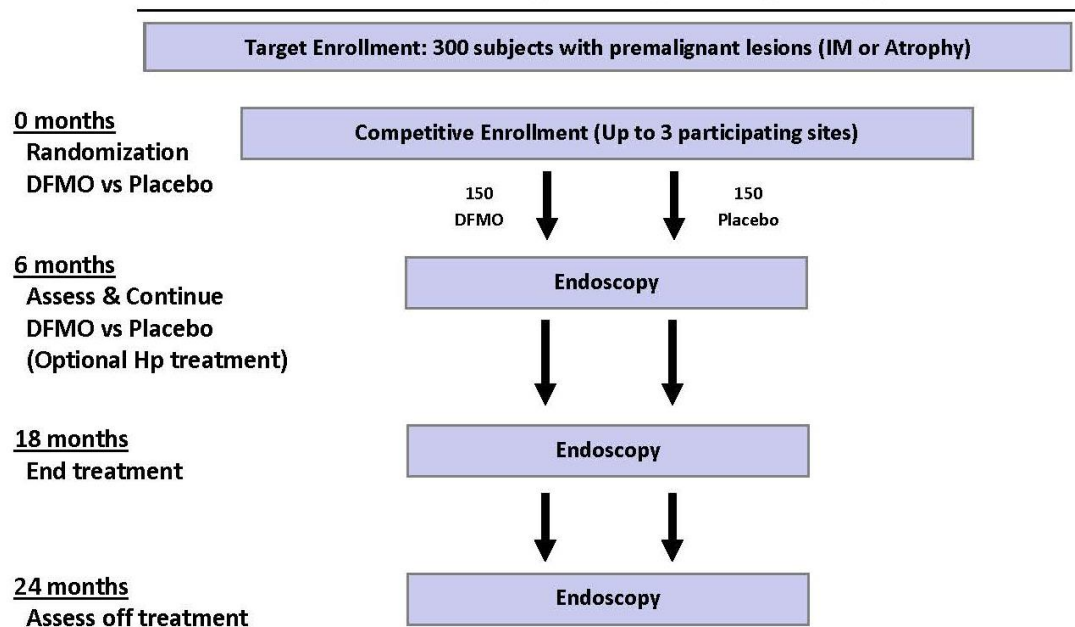 Target Enrollment: 300 subjects with premalignant lesions (IM or Atrophy)
0 months
Randomization
DFMO vs Placebo
Competitive Enrollment (Up to 3 participating sites)
150
DFMO
150
Placebo
6 months
Assess & Continue
DFMO vs Placebo
(Optional Hp treatment)
Endoscopy
18 months
End treatment
Endoscopy
24 months
Assess off treatment
Endoscopy